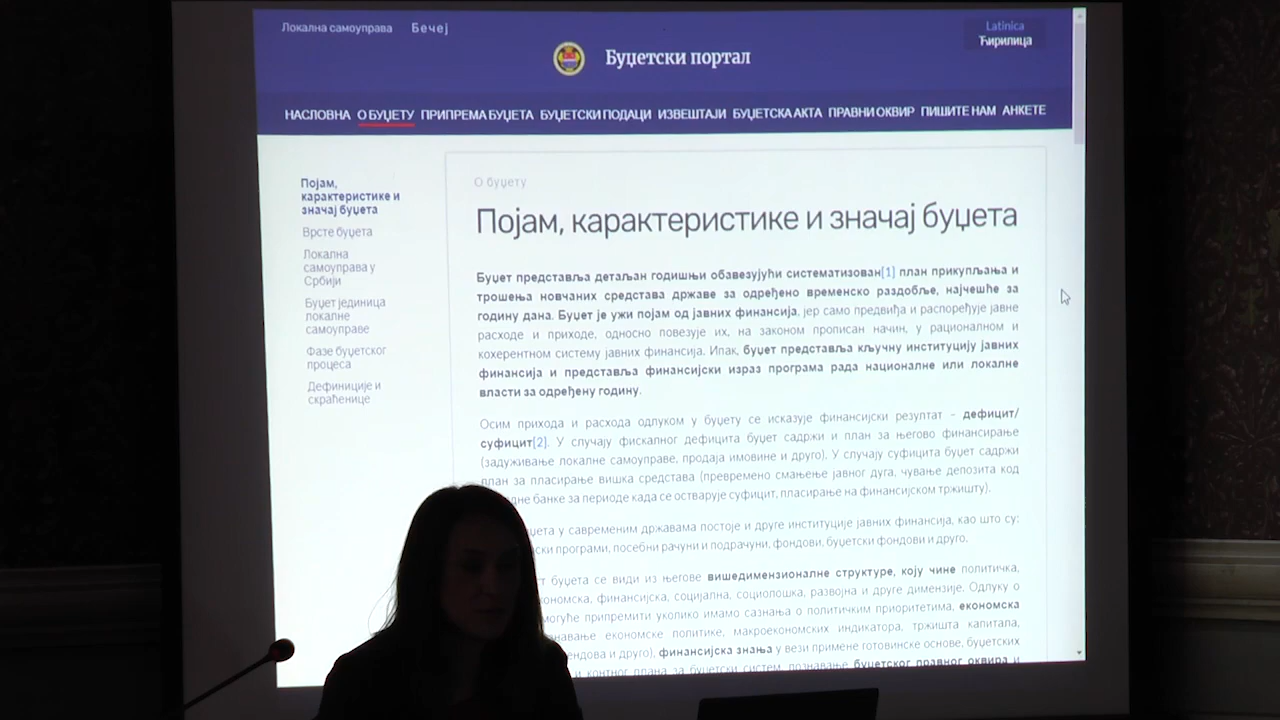 Локална самоуправа Бечеј
Latinica
Ћирилица
Буџетски портал
НАСЛОВНА О БУЏЕТУ ПРИПРЕМА БУЏЕТА БУЏЕТСКИ ПОДАЦИ ИЗВЕШТАЈИ БУЏЕТСКА АКТА ПРАВНИ ОКВИР ПИШИТЕ НАМ АНКЕТЕ
Појам,
карактеристике и
значај буџета
Врсте буџета
Локална
самоуправа у
Србији
Буџет јединица
локалне
самоуправе
Фазе буџетског
процеса
Дефиниције и
скраћенице
О буџету
Појам, карактеристике и значај буџета
Буџет представља детаљан годишњи обавезујући систематизован[1] план прикупљања и
трошења новчаних средстава државе за одређено временско раздобље, најчешће за
годину дана. Буџет је ужи појам од јавних финансија, јер само предвиђа и распоређује јавне
расходе и приходе, односно повезује их, на законом прописан начин, у рационалном и
кохерентном систему јавних финансија. Ипак, буџет представља кључну институцију јавних
финансија и представља финансијски израз програма рада националне или локалне
власти за одређену годину.
Осим прихода и расхода одлуком у буџету се исказује финансијски резултат - дефицит/
суфицит[2]. У случају фискалног дефицита буџет садржи и план за његово финансирање
(задуживање локалне самоуправе, продаја имовине и друго). У случају суфицита буџет садржи
план за пласирање вишка средстава (превремено смањење јавног дуга, чување депозита код
банке за периоде када се остварује суфицит, пласирање на финансијском тржишту).
у савременим државама постоје и друге институције јавних финансија, као што су:
програми, посебни рачуни и подрачуни, фондови, буџетски фондови и друго.
буџета се види из његове вишедимензионалне структуре, коју чине политичка,
финансијска, социјална, социолошка, развојна и друге димензије. Одлуку о
могуће припремити уколико имамо сазнања о политичким приоритетима, економска
економске политике, макроекономских индикатора, тржишта капитала,
и друго), финансијска знања у вези примене готовинске основе, буџетских
и контног плана за буџетски систем, познавање буџетског правног оквира и